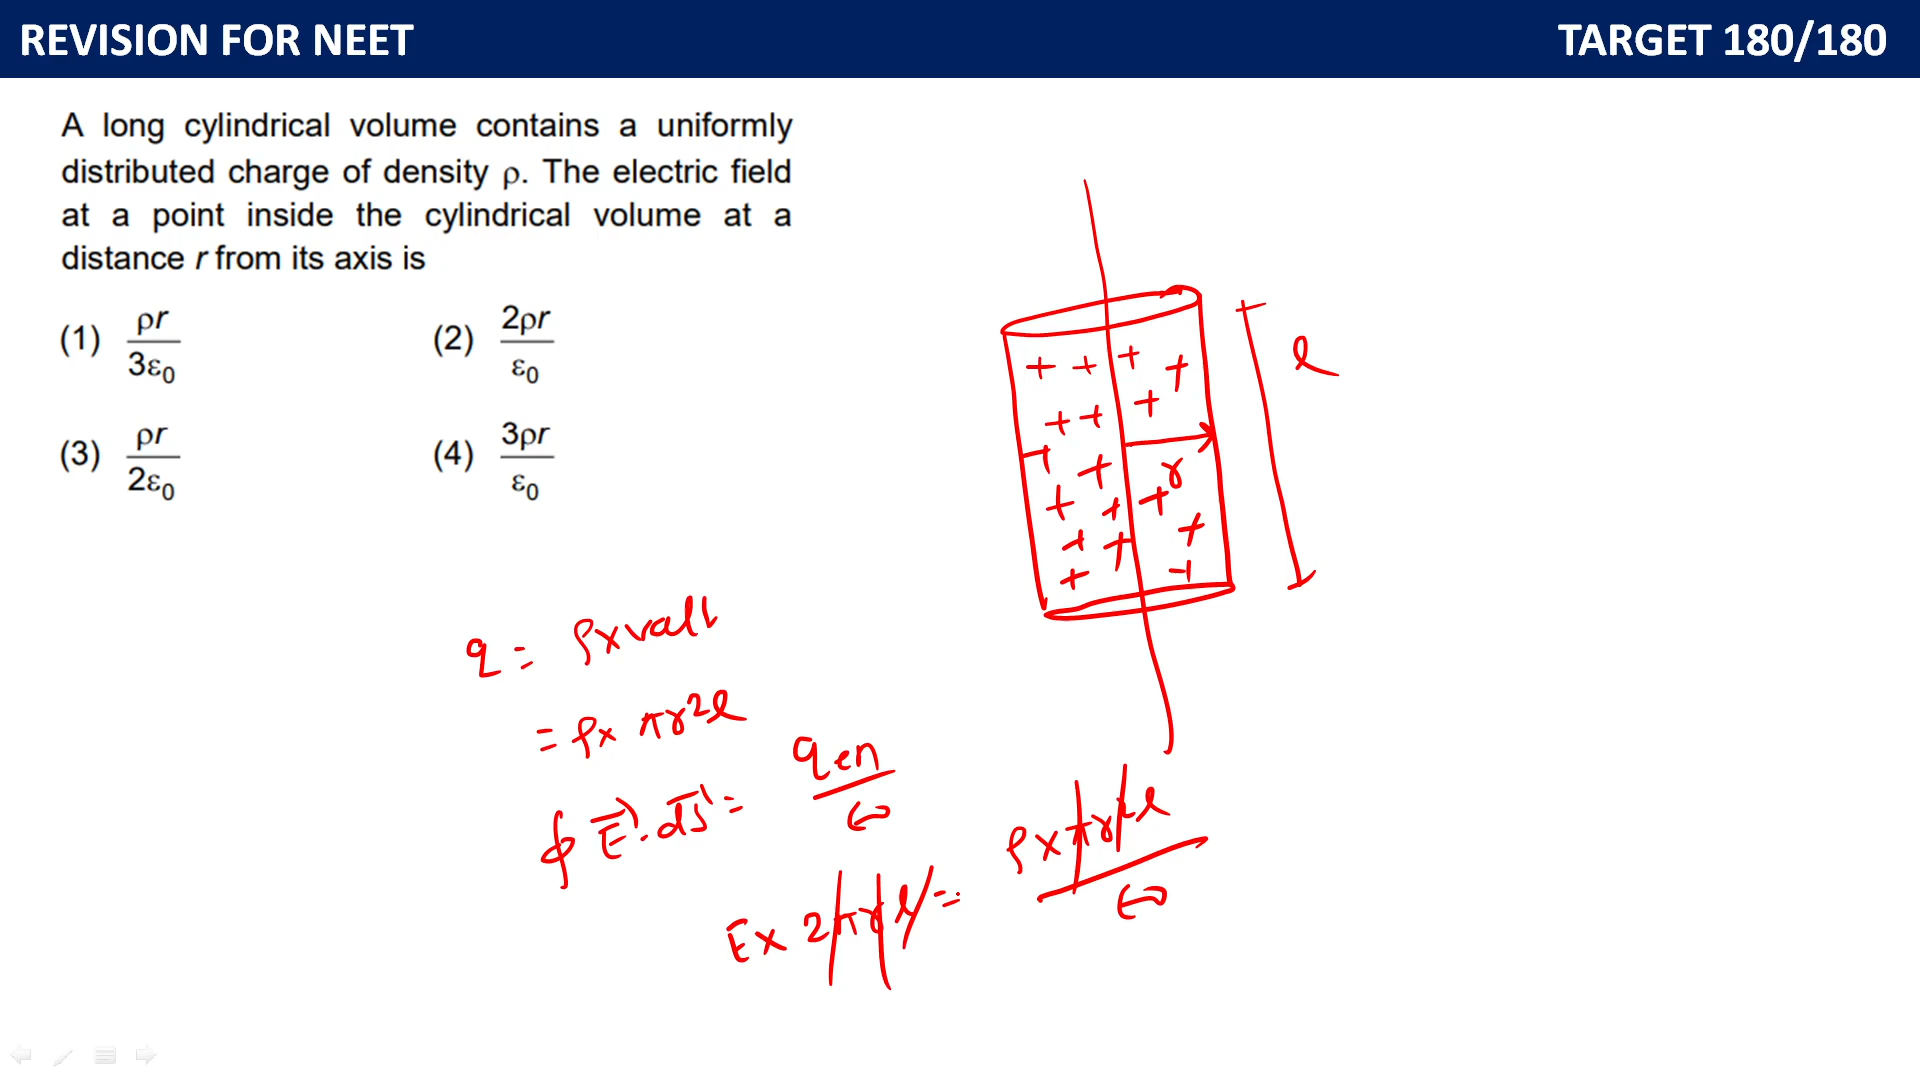 REVISION FOR NEET
TARGET 180/180
A long cylindrical volume contains a uniformly
distributed charge of density ρ. The electric field
at a point inside the cylindrical volume at a
distance r from its axis is
(1) ρr/3ε₀
(2) 2ρr/ε₀
(3) ρr/2ε₀
(4) 3ρr/ε₀
+ + + +
+ + +
+ + r
+ + +
+ + +
+ +
l
q = ρ×
= ρ× πr²l
∮ E⃗.ds⃗ = qen/ε₀
E× 2πrl = ρ×πr²l/ε₀